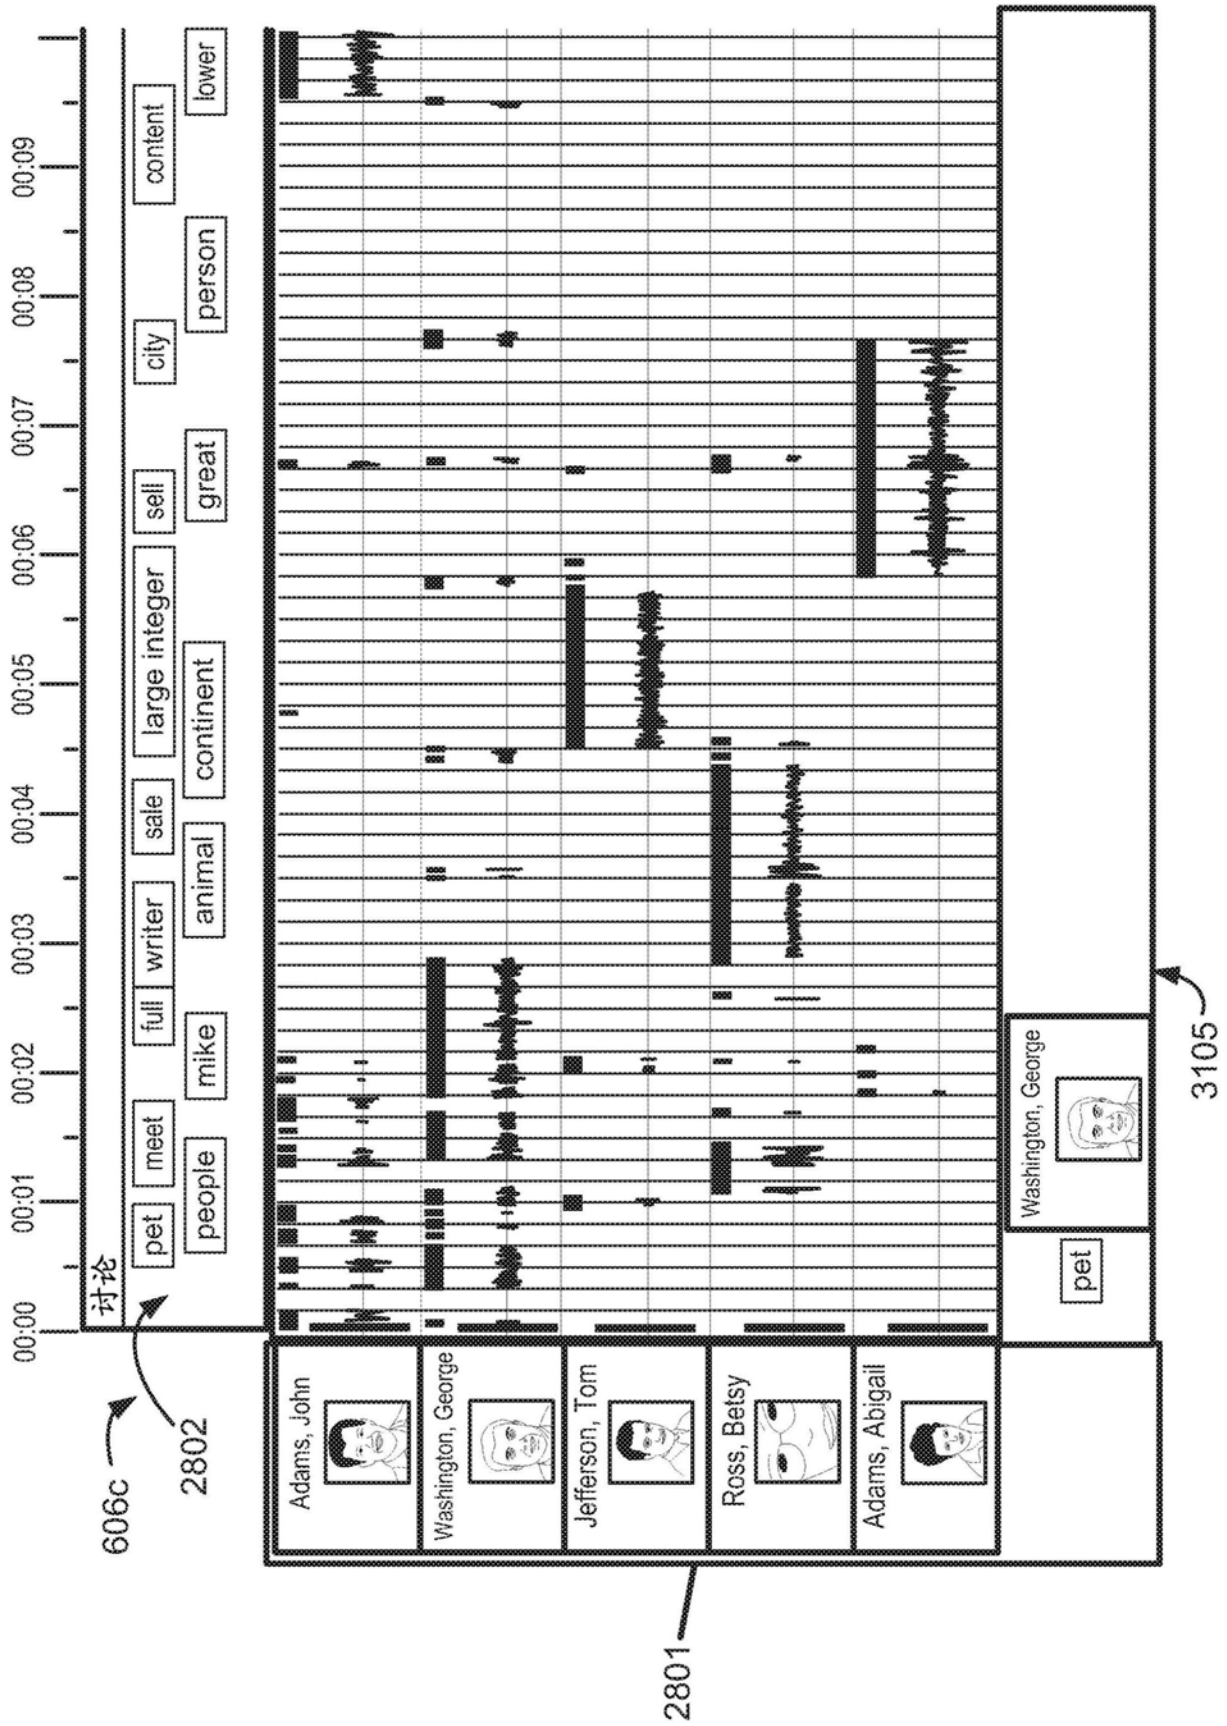 606c
2802
00:00 00:01 00:02 00:03 00:04 00:05 00:06 00:07 00:08 00:09
讨论
pet meet full writer sale large integer sell city content
people mike animal continent great person lower
Adams, John
Washington, George
Jefferson, Tom
Ross, Betsy
Adams, Abigail
2801
pet Washington, George
3105